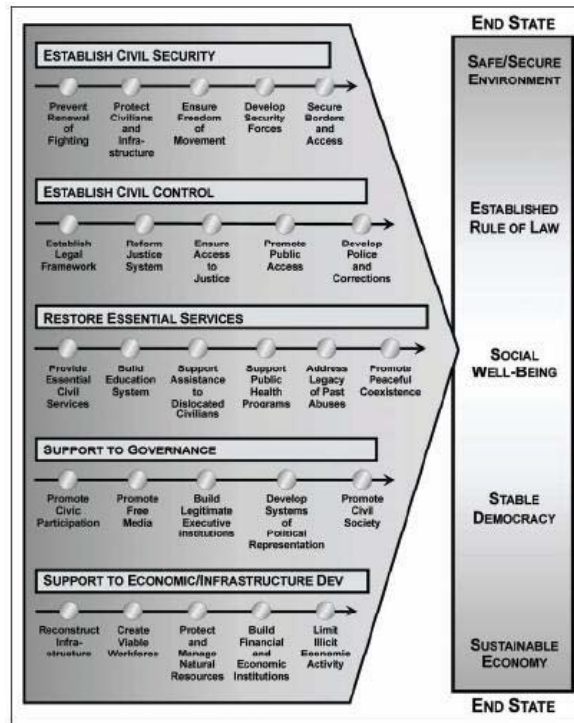 END STATE
ESTABLISH CIVIL SECURITY
Prevent
Renewal
of
Fighting
Protect
Civilians
and
Infra-
structure
Ensure
Freedom
of
Movement
Develop
Security
Forces
Secure
Borders
and
Access
SAFE/SECURE
ENVIRONMENT
ESTABLISH CIVIL CONTROL
Establish
Legal
Framework
Reform
Justice
System
Ensure
Access
to
Justice
Promote
Public
Access
Develop
Police
and
Corrections
ESTABLISHED
RULE OF LAW
RESTORE ESSENTIAL SERVICES
Provide
Essential
Civil
Services
Build
Education
System
Support
Assistance
to
Dislocated
Civilians
Support
Public
Health
Programs
Address
Legacy
of Past
Abuses
Promote
Peaceful
Coexistence
SOCIAL
WELL-BEING
SUPPORT TO GOVERNANCE
Promote
Civic
Participation
Promote
Free
Media
Build
Legitimate
Executive
Institutions
Develop
Systems
of
Political
Representation
Promote
Civil
Society
STABLE
DEMOCRACY
SUPPORT TO ECONOMIC/INFRASTRUCTURE DEV
Reconstruct
Infra-
structure
Create
Viable
Workforce
Protect
and
Manage
Natural
Resources
Build
Financial
and
Economic
Institutions
Limit
Illicit
Economic
Activity
SUSTAINABLE
ECONOMY
END STATE